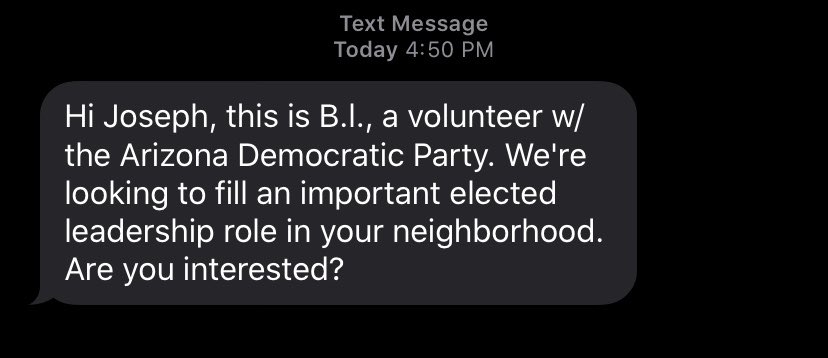 Text Message
Today 4:50 PM
Hi Joseph, this is B.l., a volunteer w/
the Arizona Democratic Party. We're
looking to fill an important elected
leadership role in your neighborhood.
Are you interested?